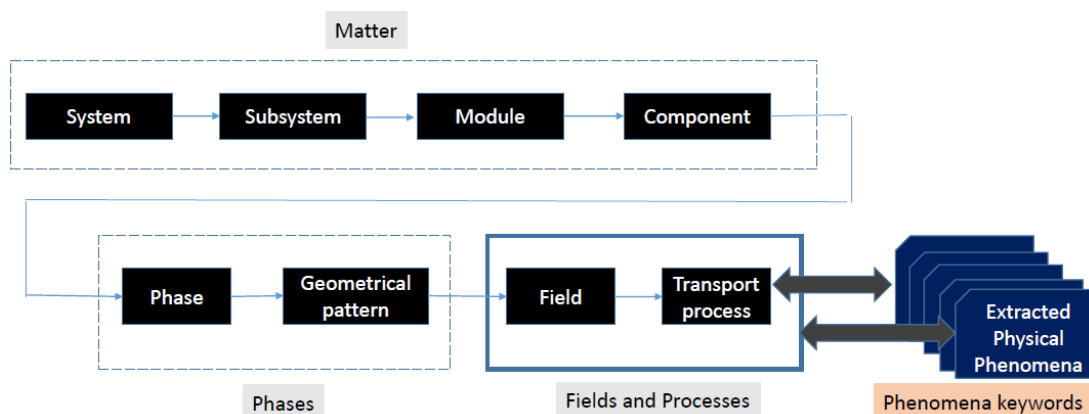 Matter
System
Subsystem
Module
Component
Phase
Geometrical
pattern
Field
Transport
process
Extracted
Physical
Phenomena
Phases
Fields and Processes
Phenomena keywords